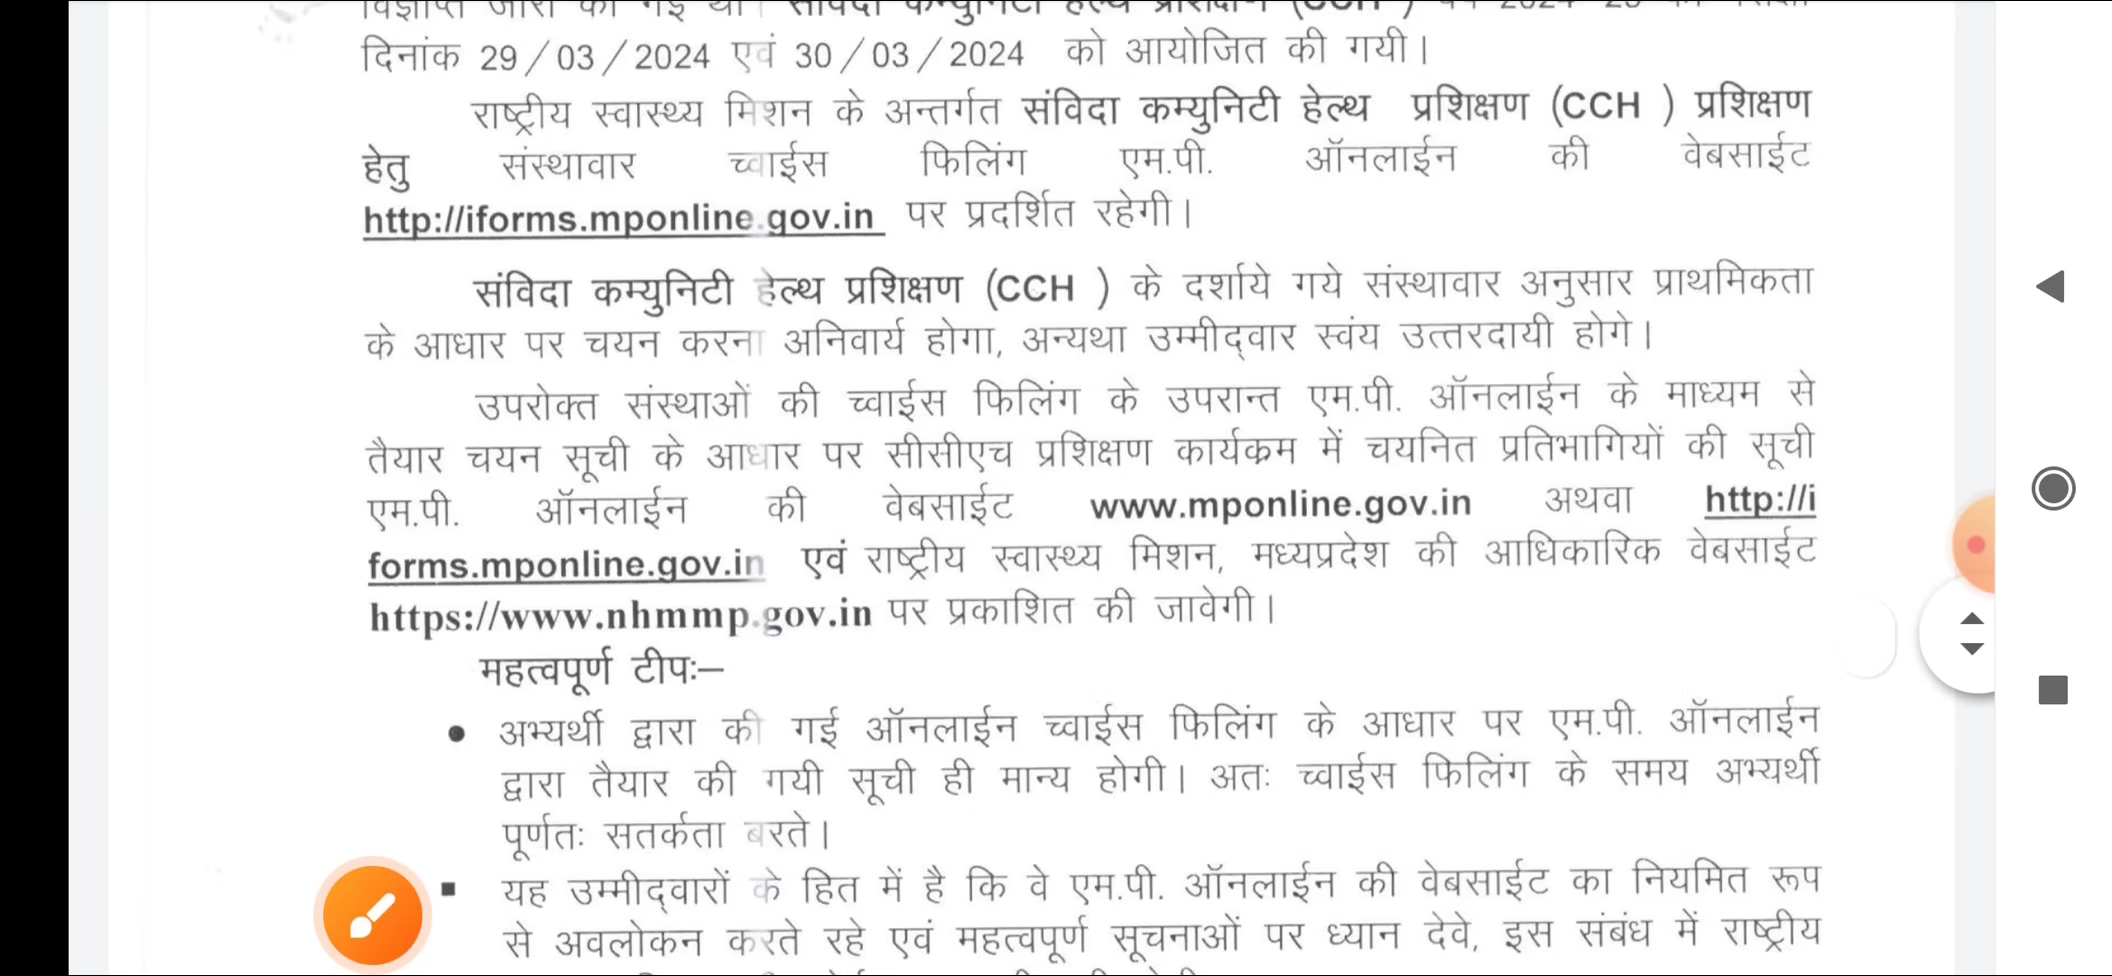 दिनांक 29/03/2024 एवं 30/03/2024 को आयोजित की गयी।
राष्ट्रीय स्वास्थ्य मिशन के अन्तर्गत संविदा कम्युनिटी हेल्थ प्रशिक्षण (CCH ) प्रशिक्षण
हेतु संस्थावार च्वाईस फिलिंग एम.पी. ऑनलाईन की वेबसाईट
http://iforms.mponline.gov.in पर प्रदर्शित रहेगी।
संविदा कम्युनिटी हेल्थ प्रशिक्षण (CCH ) के दर्शाये गये संस्थावार अनुसार प्राथमिकता
के आधार पर चयन करना अनिवार्य होगा, अन्यथा उम्मीद्वार स्वंय उत्तरदायी होगे।
उपरोक्त संस्थाओं की च्वाईस फिलिंग के उपरान्त एम.पी. ऑनलाईन के माध्यम से
तैयार चयन सूची के आधार पर सीसीएच प्रशिक्षण कार्यकम में चयनित प्रतिभागियों की सूची
एम.पी. ऑनलाईन की वेबसाईट www.mponline.gov.in अथवा http://i
forms.mponline.gov.in एवं राष्ट्रीय स्वास्थ्य मिशन, मध्यप्रदेश की आधिकारिक वेबसाईट
https://www.nhmmp.gov.in पर प्रकाशित की जावेगी।
महत्वपूर्ण टीपः–
• अभ्यर्थी द्वारा की गई ऑनलाईन च्वाईस फिलिंग के आधार पर एम.पी. ऑनलाईन
द्वारा तैयार की गयी सूची ही मान्य होगी। अतः च्वाईस फिलिंग के समय अभ्यर्थी
पूर्णतः सतर्कता बरते।
▪ यह उम्मीद्वारों के हित में है कि वे एम.पी. ऑनलाईन की वेबसाईट का नियमित रूप
से अवलोकन करते रहे एवं महत्वपूर्ण सूचनाओं पर ध्यान देवे, इस संबंध में राष्ट्रीय